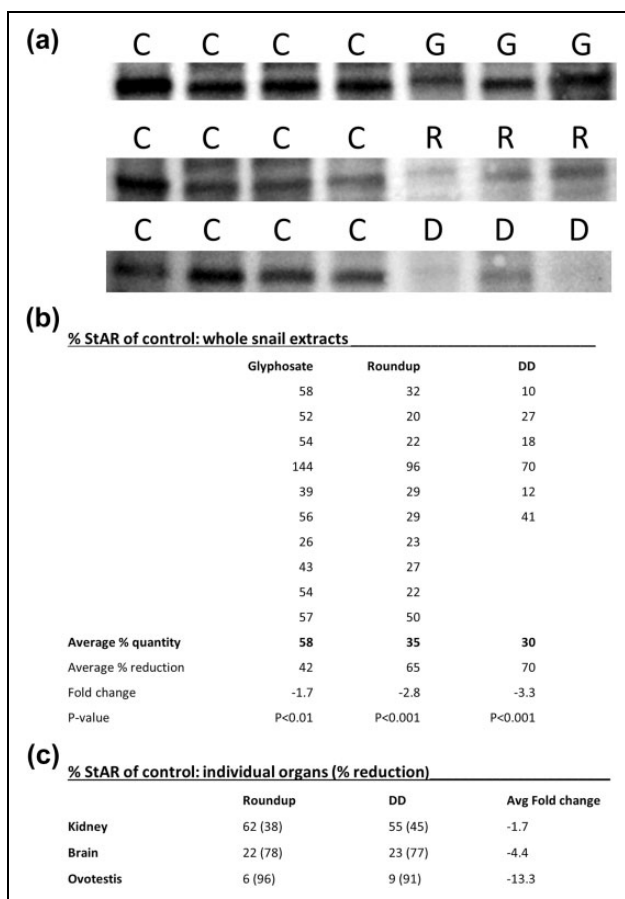 (a)
C C C C G G G
C C C C R R R
C C C C D D D
(b)
% StAR of control: whole snail extracts
Glyphosate Roundup DD
58 32 10
52 20 27
54 22 18
144 96 70
39 29 12
56 29 41
26 23
43 27
54 22
57 50
Average % quantity 58 35 30
Average % reduction 42 65 70
Fold change -1.7 -2.8 -3.3
P-value P<0.01 P<0.001 P<0.001
(c)
% StAR of control: individual organs (% reduction)
Roundup DD Avg Fold change
Kidney 62 (38) 55 (45) -1.7
Brain 22 (78) 23 (77) -4.4
Ovotestis 6 (96) 9 (91) -13.3